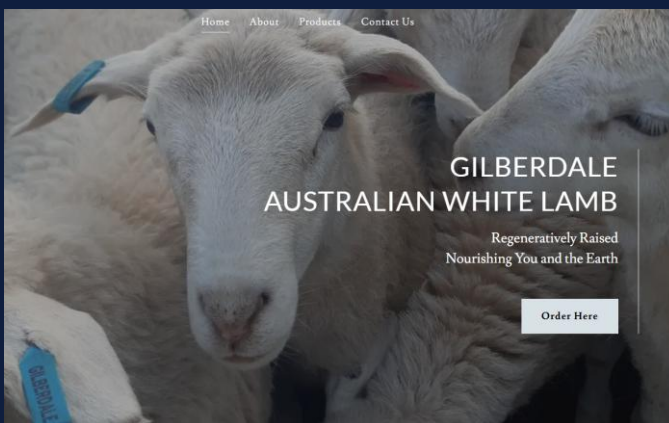 Home About Products Contact Us
GILBERDALE
AUSTRALIAN WHITE LAMB
Regeneratively Raised
Nourishing You and the Earth
Order Here
GILBERDALE